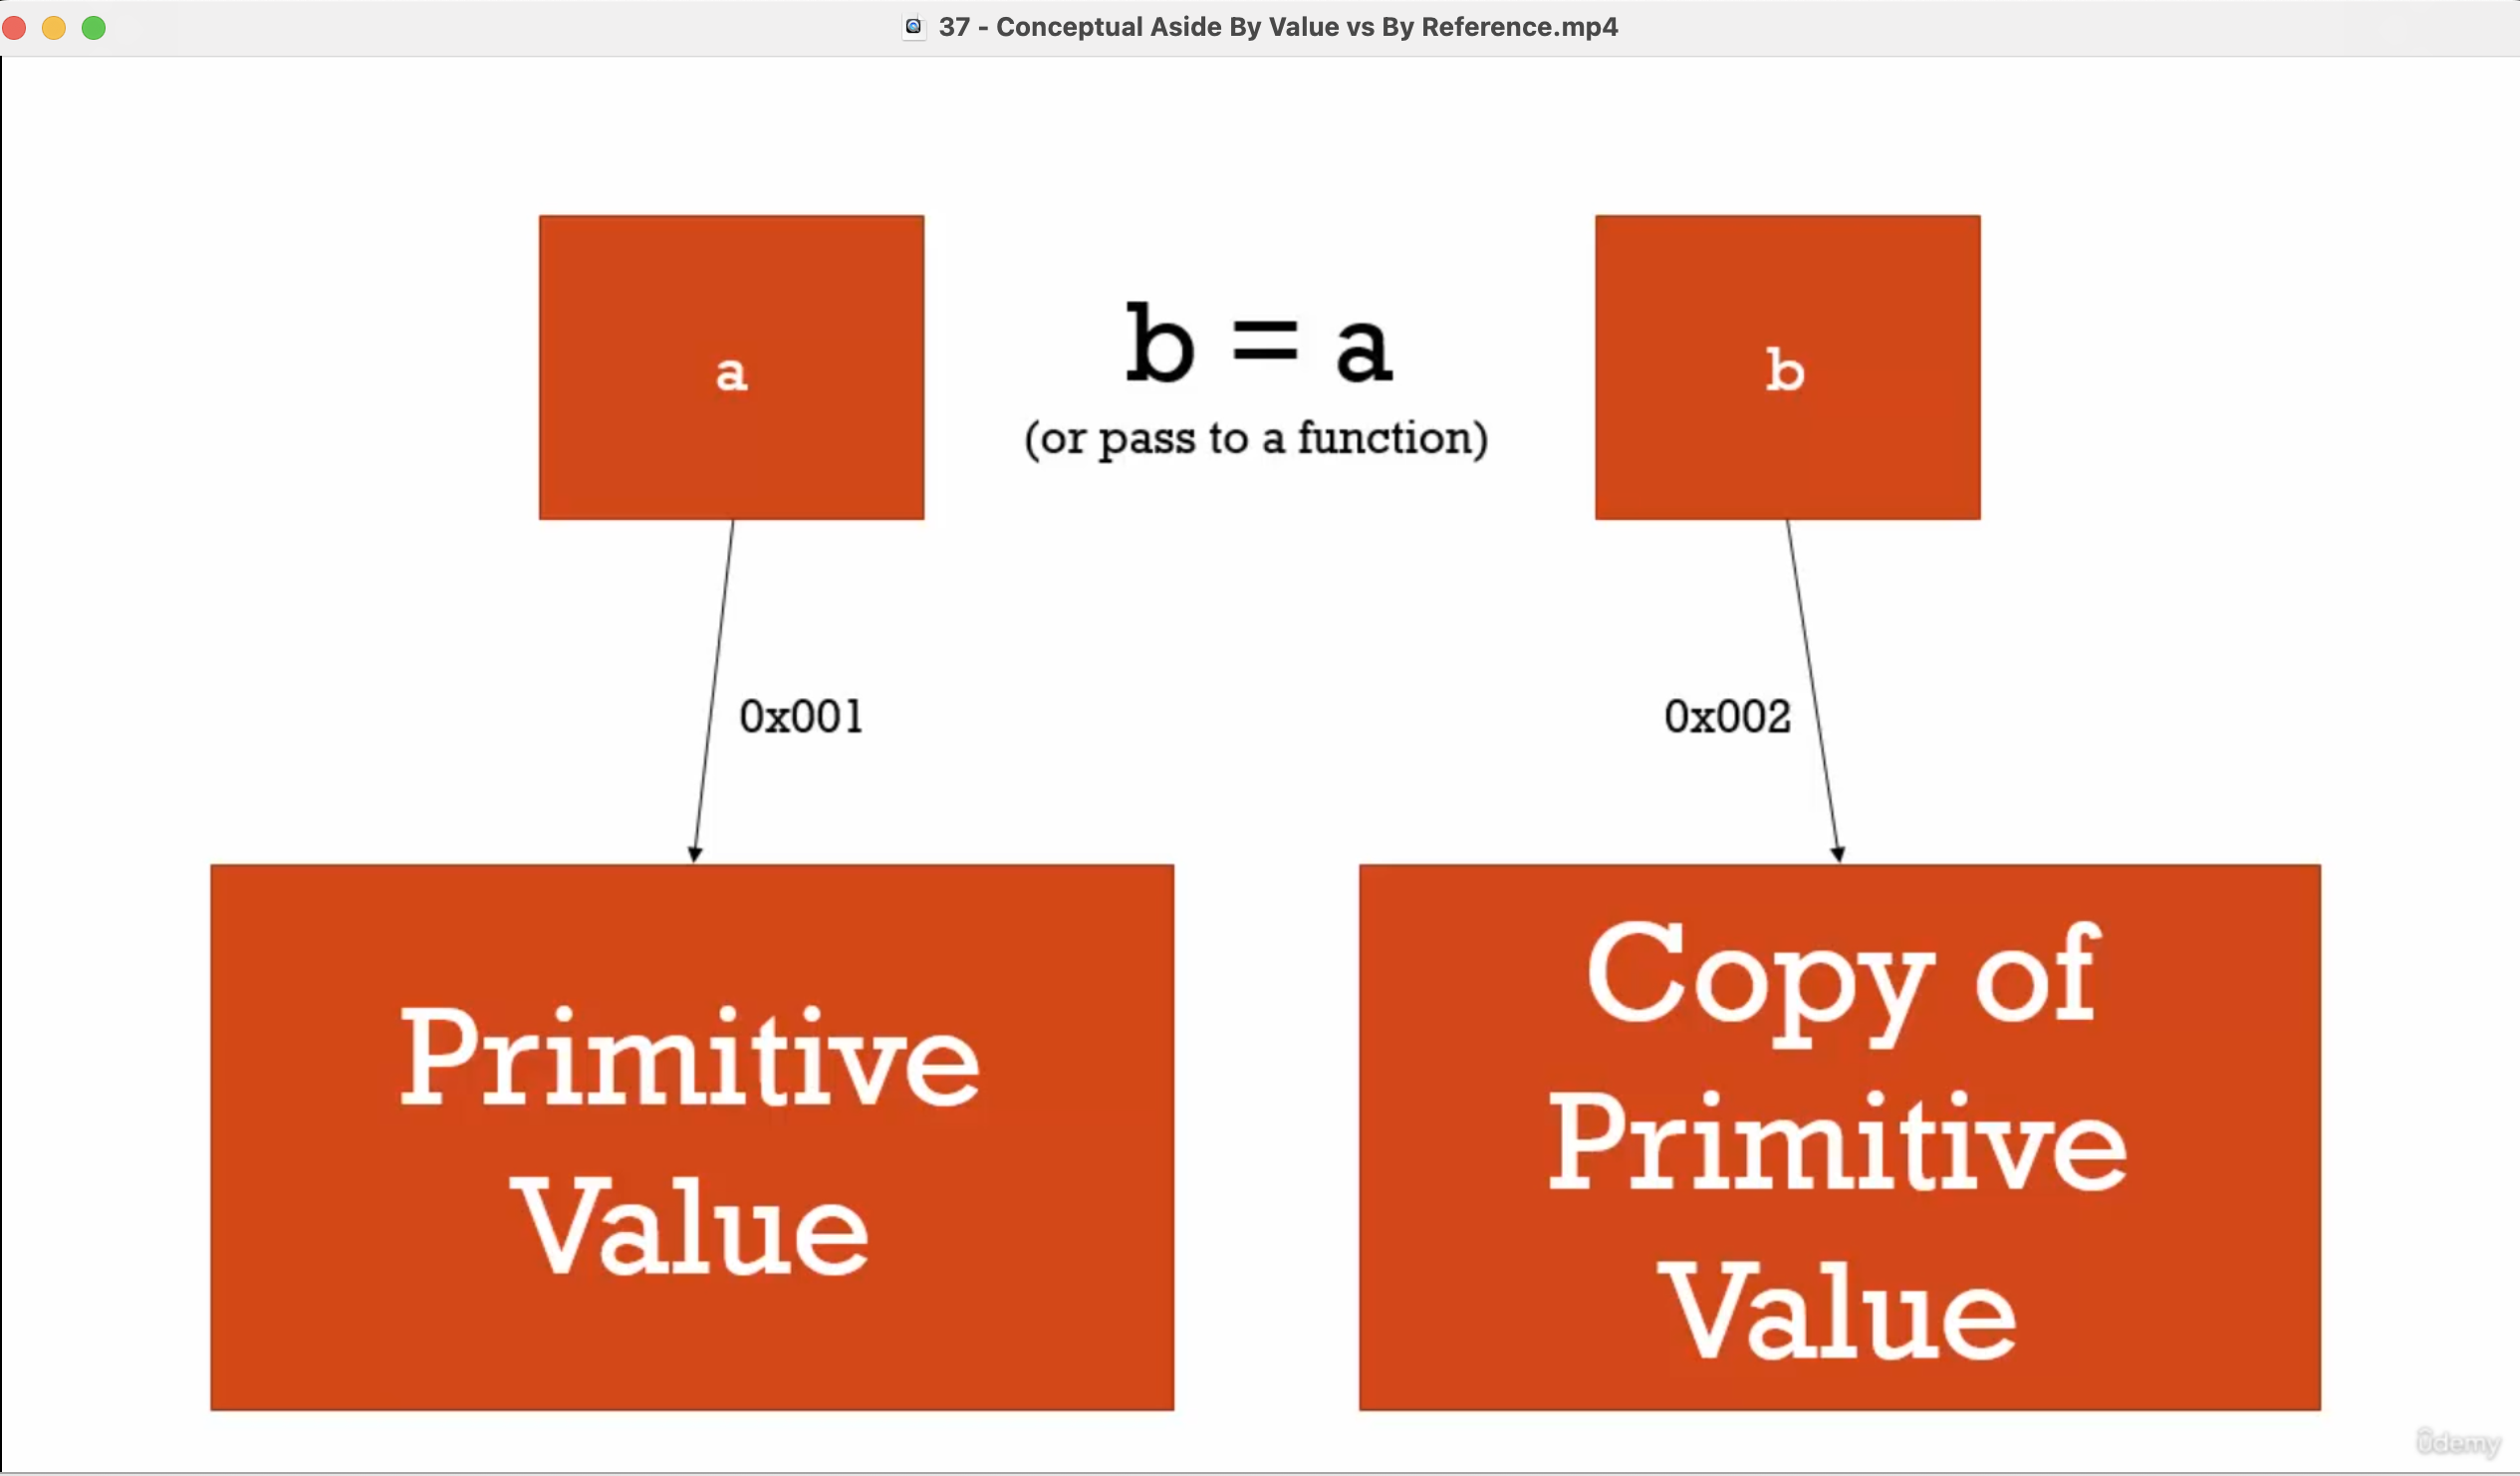 37 - Conceptual Aside By Value vs By Reference.mp4
a
b = a
(or pass to a function)
b
0x001
0x002
Primitive
Value
Copy of
Primitive
Value
ûdemy